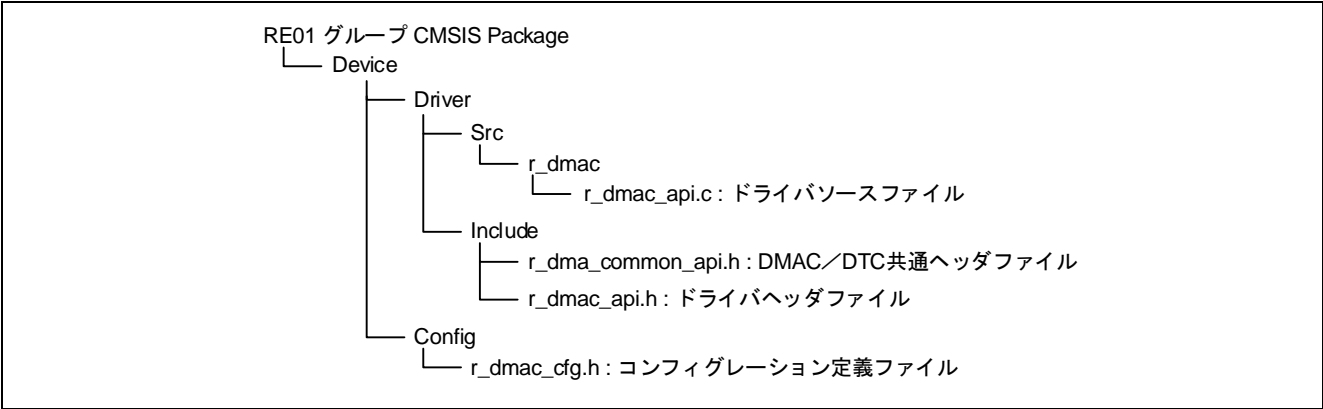 RE01 グループ CMSIS Package
Device
Driver
Src
r_dmac
r_dmac_api.c : ドライバソースファイル
Include
r_dma_common_api.h : DMAC／DTC共通ヘッダファイル
r_dmac_api.h : ドライバヘッダファイル
Config
r_dmac_cfg.h : コンフィグレーション定義ファイル